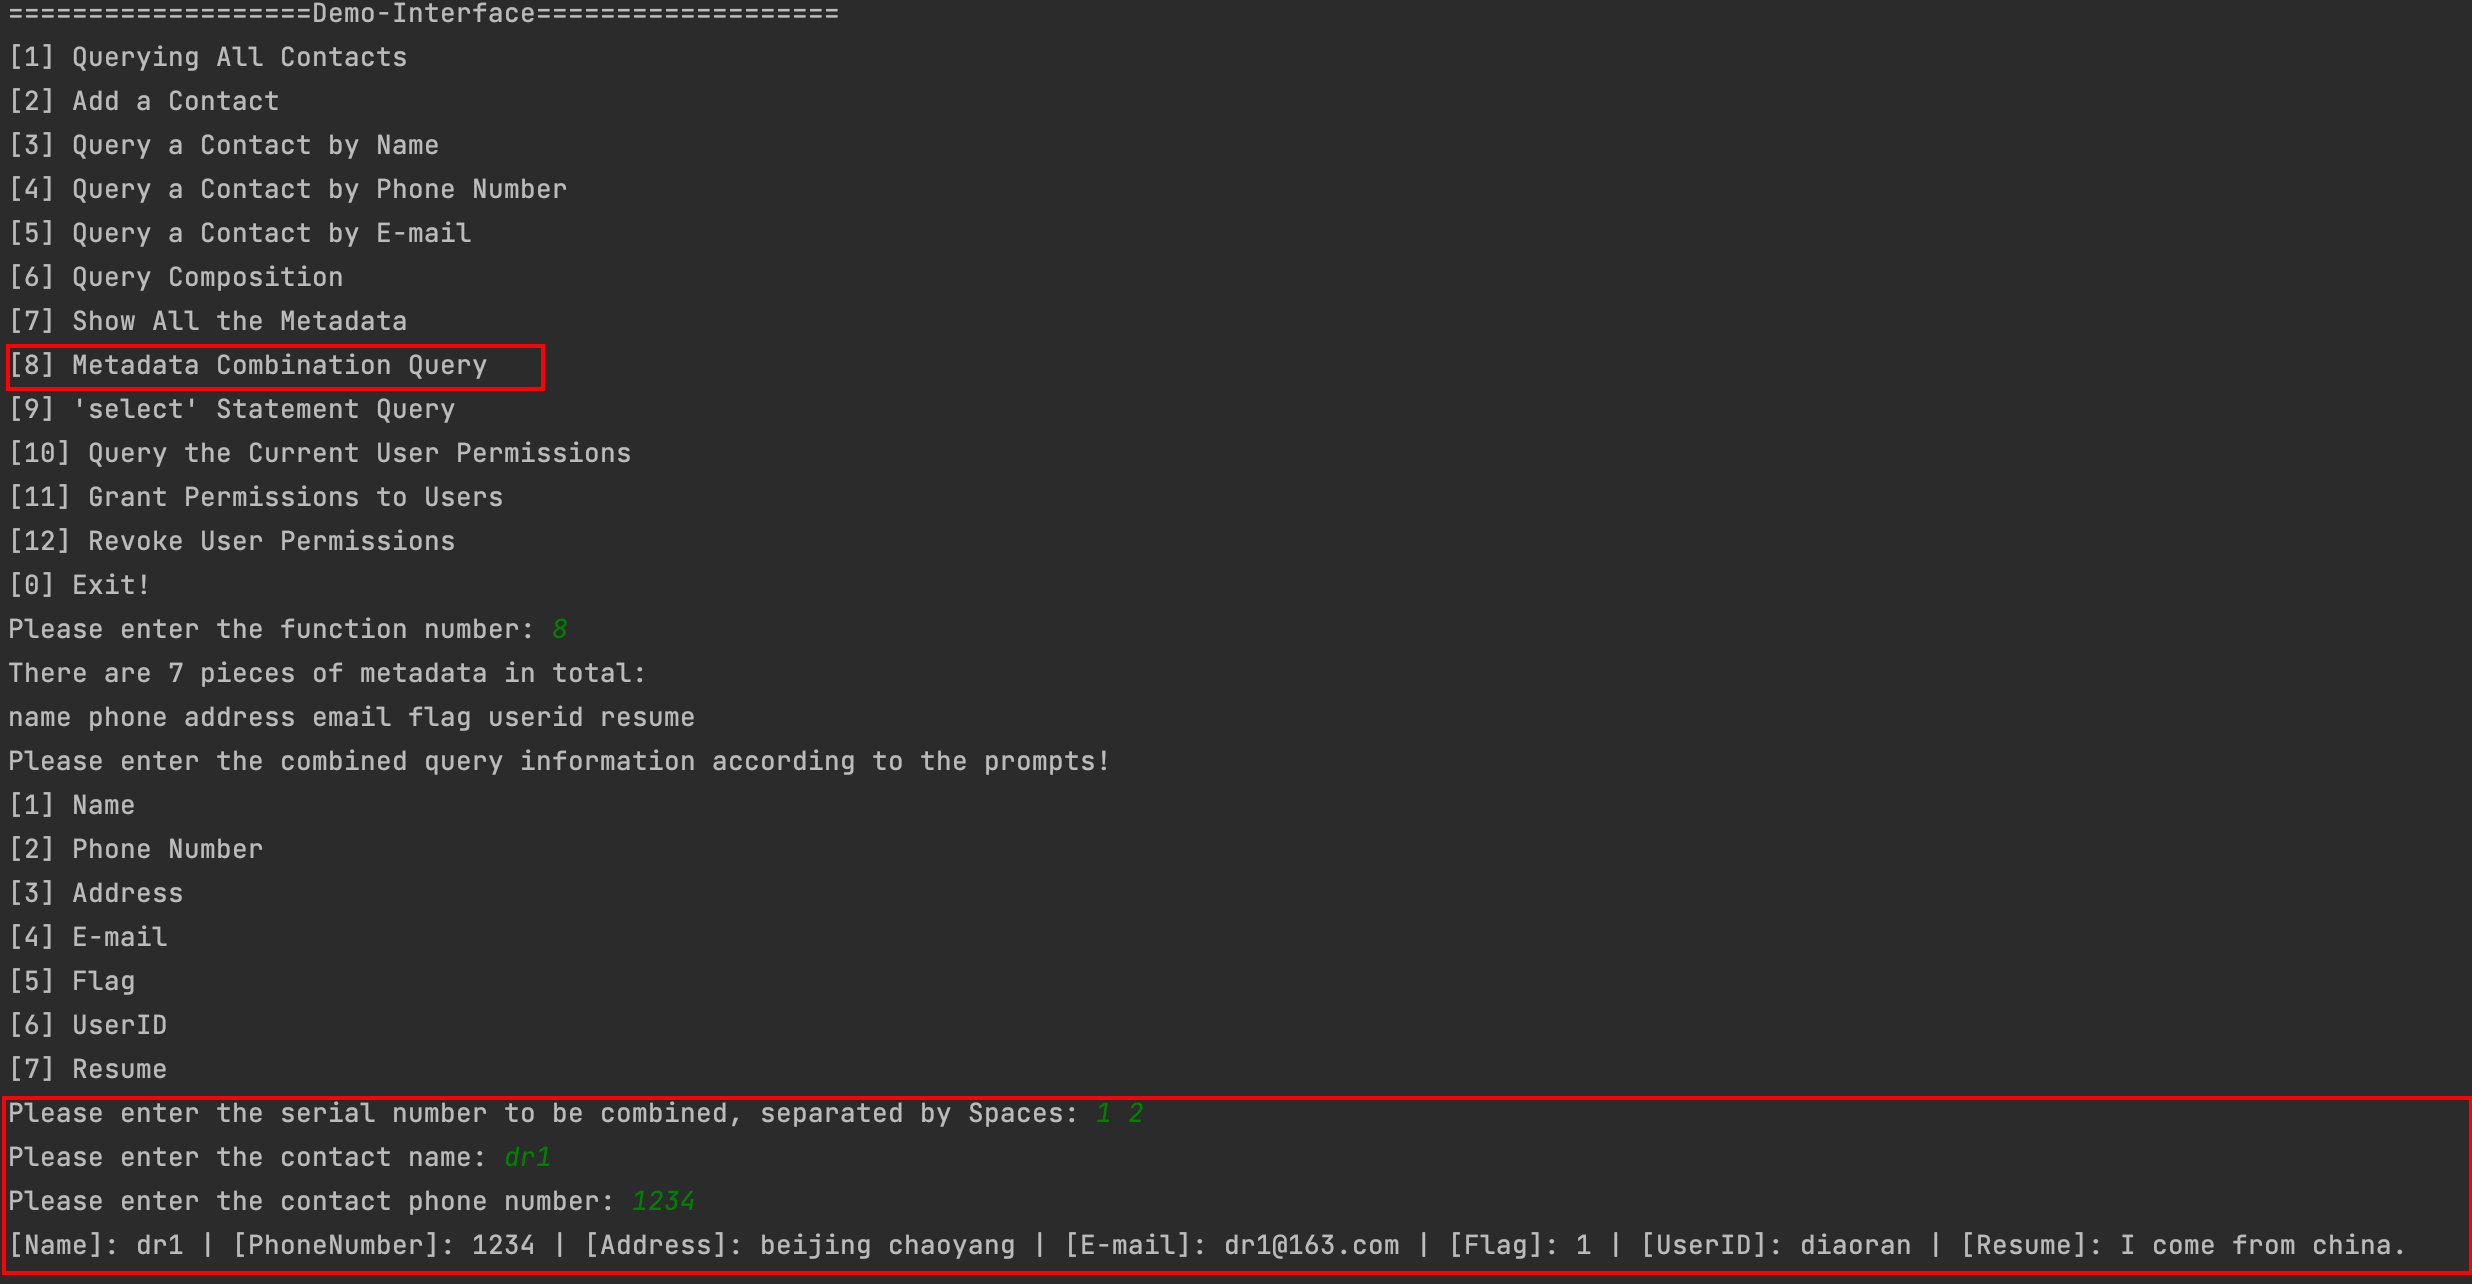 ===================Demo-Interface===================
[1] Querying All Contacts
[2] Add a Contact
[3] Query a Contact by Name
[4] Query a Contact by Phone Number
[5] Query a Contact by E-mail
[6] Query Composition
[7] Show All the Metadata
[8] Metadata Combination Query
[9] 'select' Statement Query
[10] Query the Current User Permissions
[11] Grant Permissions to Users
[12] Revoke User Permissions
[0] Exit!
Please enter the function number: 8
There are 7 pieces of metadata in total:
name phone address email flag userid resume
Please enter the combined query information according to the prompts!
[1] Name
[2] Phone Number
[3] Address
[4] E-mail
[5] Flag
[6] UserID
[7] Resume
Please enter the serial number to be combined, separated by Spaces: 1 2
Please enter the contact name: dr1
Please enter the contact phone number: 1234
[Name]: dr1 | [PhoneNumber]: 1234 | [Address]: beijing chaoyang | [E-mail]: dr1@163.com | [Flag]: 1 | [UserID]: diaoran | [Resume]: I come from china.